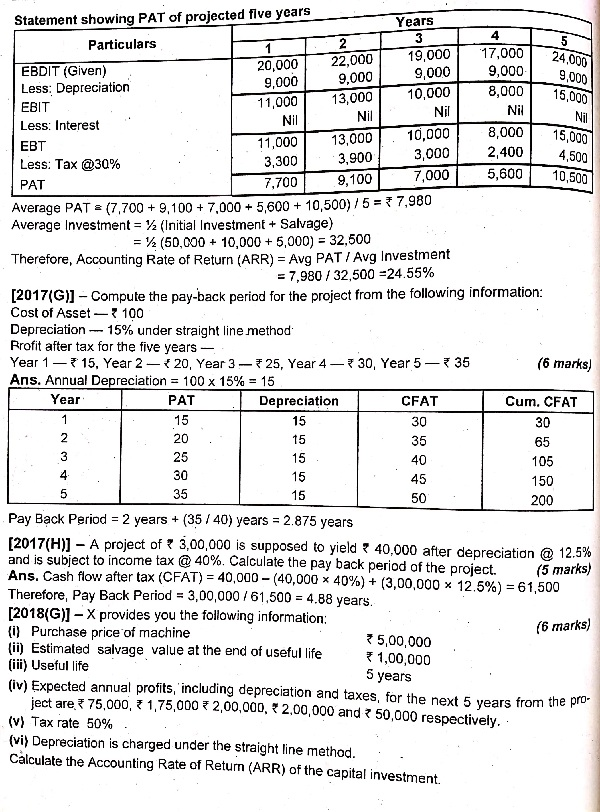 Statement showing PAT of projected five years
Particulars Years
1 2 3 4 5
EBDIT (Given) 20,000 22,000 19,000 17,000 24,000
Less: Depreciation 9,000 9,000 9,000 9,000 9,000
EBIT 11,000 13,000 10,000 8,000 15,000
Less: Interest Nil Nil Nil Nil Nil
EBT 11,000 13,000 10,000 8,000 15,000
Less: Tax @30% 3,300 3,900 3,000 2,400 4,500
PAT 7,700 9,100 7,000 5,600 10,500
Average PAT = (7,700 + 9,100 + 7,000 + 5,600 + 10,500) / 5 = ₹ 7,980
Average Investment = ½ (Initial Investment + Salvage)
= ½ (50,000 + 10,000 + 5,000) = 32,500
Therefore, Accounting Rate of Return (ARR) = Avg PAT / Avg Investment
= 7,980 / 32,500 =24.55%
[2017(G)] – Compute the pay-back period for the project from the following information:
Cost of Asset — ₹ 100
Depreciation — 15% under straight line method
Profit after tax for the five years —
Year 1 — ₹ 15, Year 2 — ₹ 20, Year 3 — ₹ 25, Year 4 — ₹ 30, Year 5 — ₹ 35 (6 marks)
Ans. Annual Depreciation = 100 x 15% = 15
Year PAT Depreciation CFAT Cum. CFAT
1 15 15 30 30
2 20 15 35 65
3 25 15 40 105
4 30 15 45 150
5 35 15 50 200
Pay Back Period = 2 years + (35 / 40) years = 2.875 years
[2017(H)] – A project of ₹ 3,00,000 is supposed to yield ₹ 40,000 after depreciation @ 12.5%
and is subject to income tax @ 40%. Calculate the pay back period of the project. (5 marks)
Ans. Cash flow after tax (CFAT) = 40,000 – (40,000 × 40%) + (3,00,000 × 12.5%) = 61,500
Therefore, Pay Back Period = 3,00,000 / 61,500 = 4.88 years.
[2018(G)] – X provides you the following information: (6 marks)
(i) Purchase price of machine ₹ 5,00,000
(ii) Estimated salvage value at the end of useful life ₹ 1,00,000
(iii) Useful life 5 years
(iv) Expected annual profits, including depreciation and taxes, for the next 5 years from the pro-
ject are ₹ 75,000, ₹ 1,75,000 ₹ 2,00,000, ₹ 2,00,000 and ₹ 50,000 respectively.
(v) Tax rate 50%
(vi) Depreciation is charged under the straight line method.
Calculate the Accounting Rate of Return (ARR) of the capital investment.